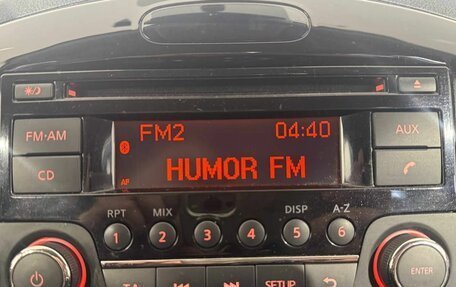 FM·AM
FM2 04:40
AUX
HUMOR FM
CD
AF
RPT MIX DISP A-Z
1 2 3 4 5 6
TA SETUP
ENTER